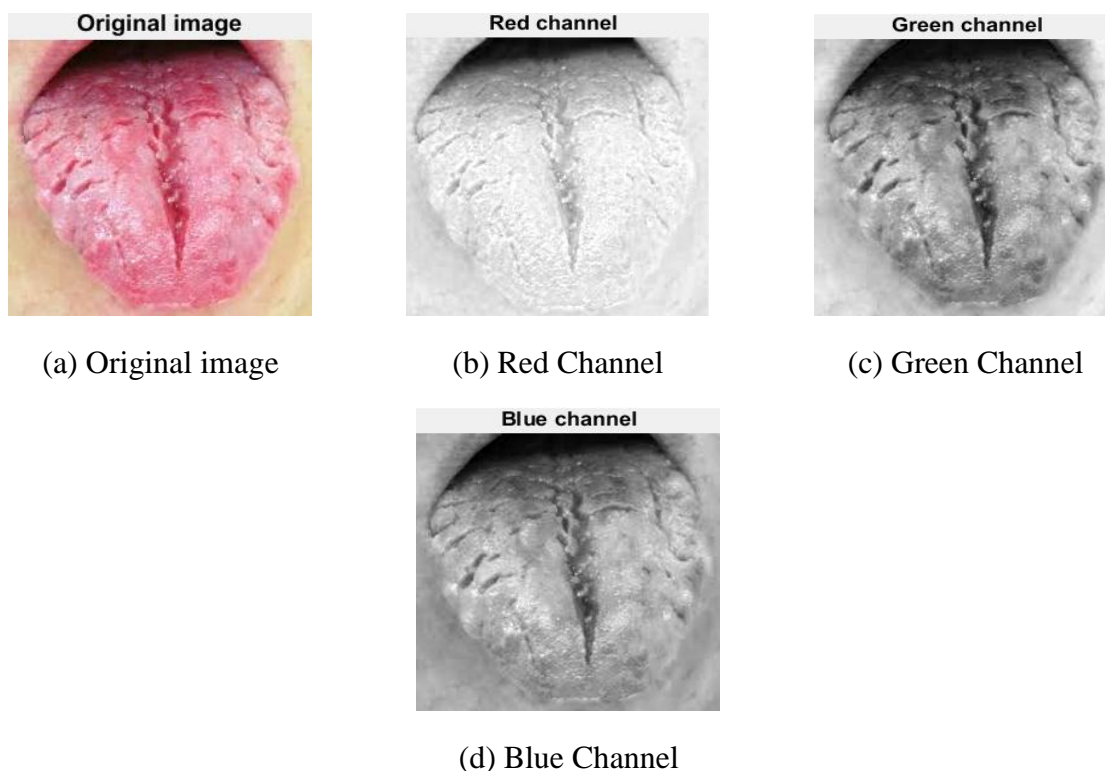 Original image
Red channel
Green channel
(a) Original image
(b) Red Channel
(c) Green Channel
Blue channel
(d) Blue Channel